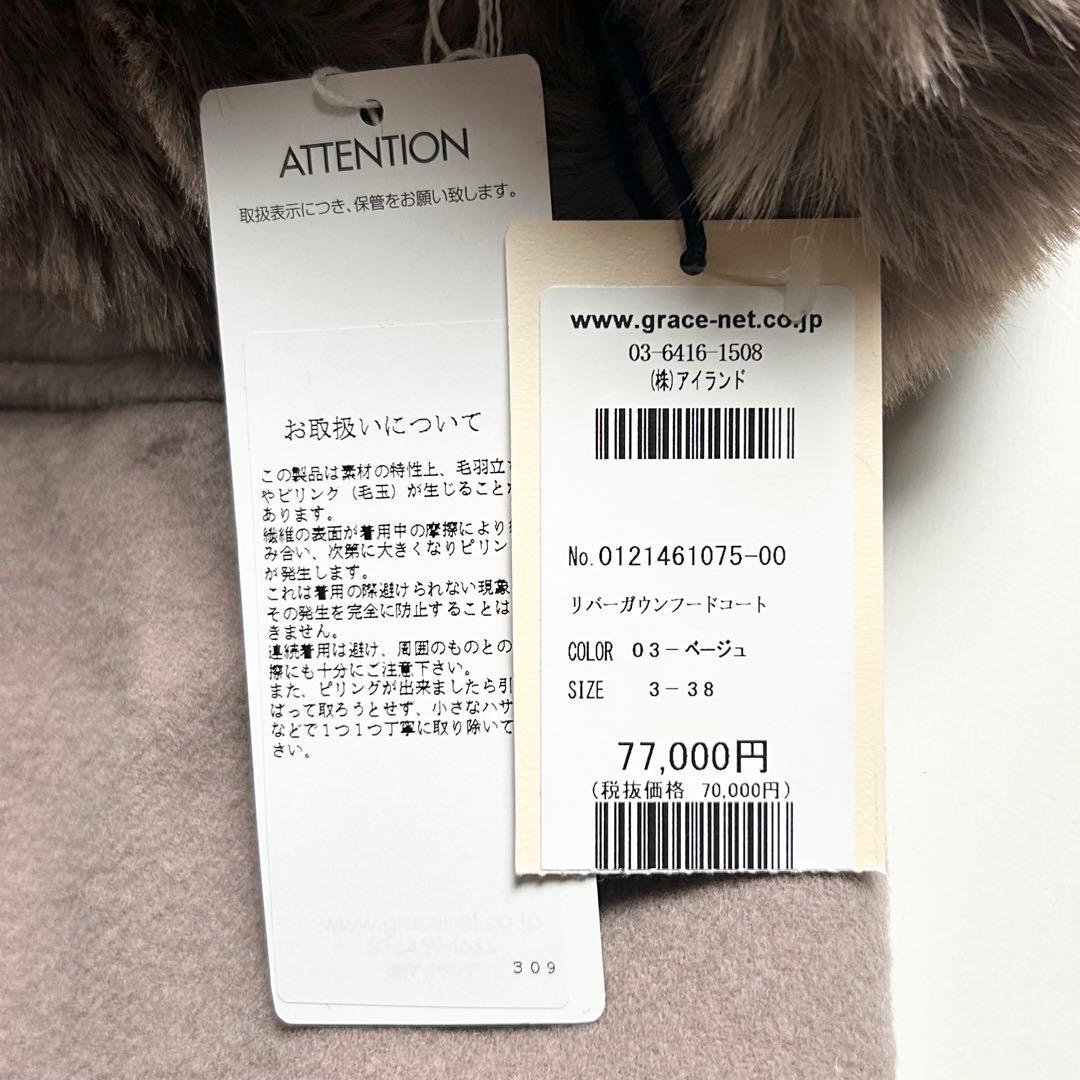 ATTENTION
取扱表示につき、保管をお願い致します。
お取扱いについて
この製品は素材の特性上、毛羽立
やピリンク（毛玉）が生じること
あります。
繊維の表面が着用中の摩擦により
み合い、次第に大きくなりピリン
が発生します。
これは着用の際避けられない現象
その発生を完全に防止することは
きません。
連続着用は避け、周囲のものとの
擦にも十分にご注意下さい。
また、ピリングが出来ましたら引
ばって取ろうとせず、小さなハサ
などで１つ１つ丁寧に取り除いて
さい。
www.grace-net.co.jp
309
www.grace-net.co.jp
03-6416-1508
(株)アイランド
No.0121461075-00
リバーガウンフードコート
COLOR 03-ベージュ
SIZE 3-38
77,000円
(税抜価格 70,000円)